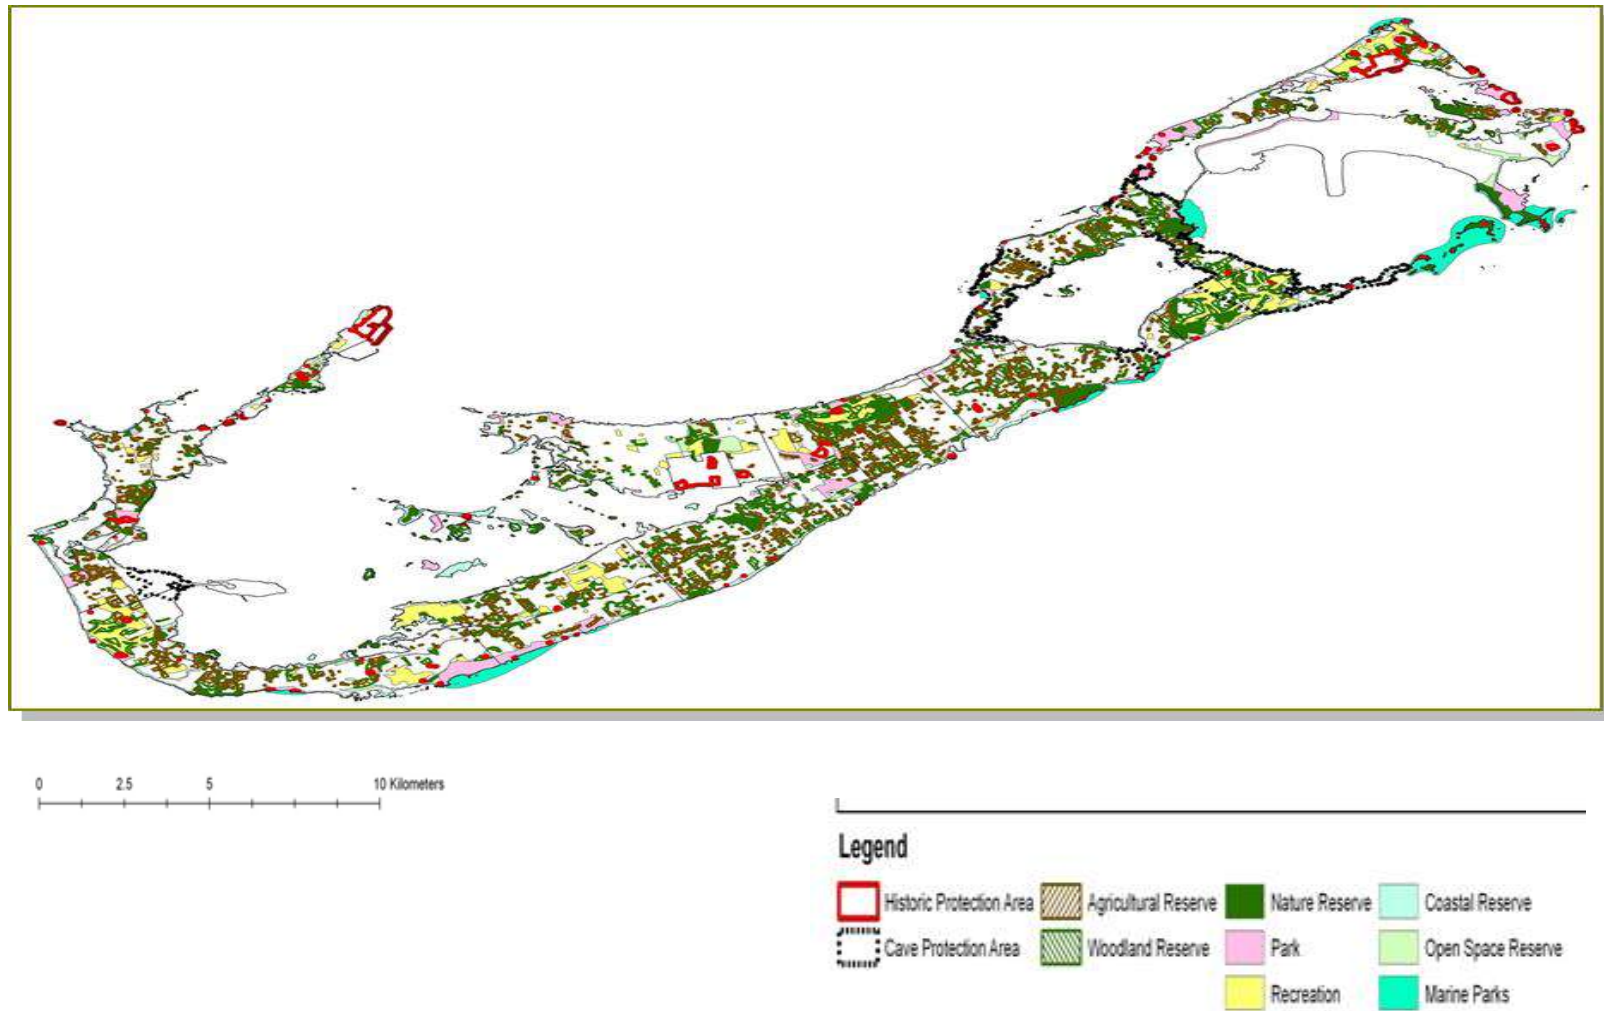 0 2.5 5 10 Kilometers
Legend
Historic Protection Area Agricultural Reserve Nature Reserve Coastal Reserve
Cave Protection Area Woodland Reserve Park Open Space Reserve
Recreation Marine Parks